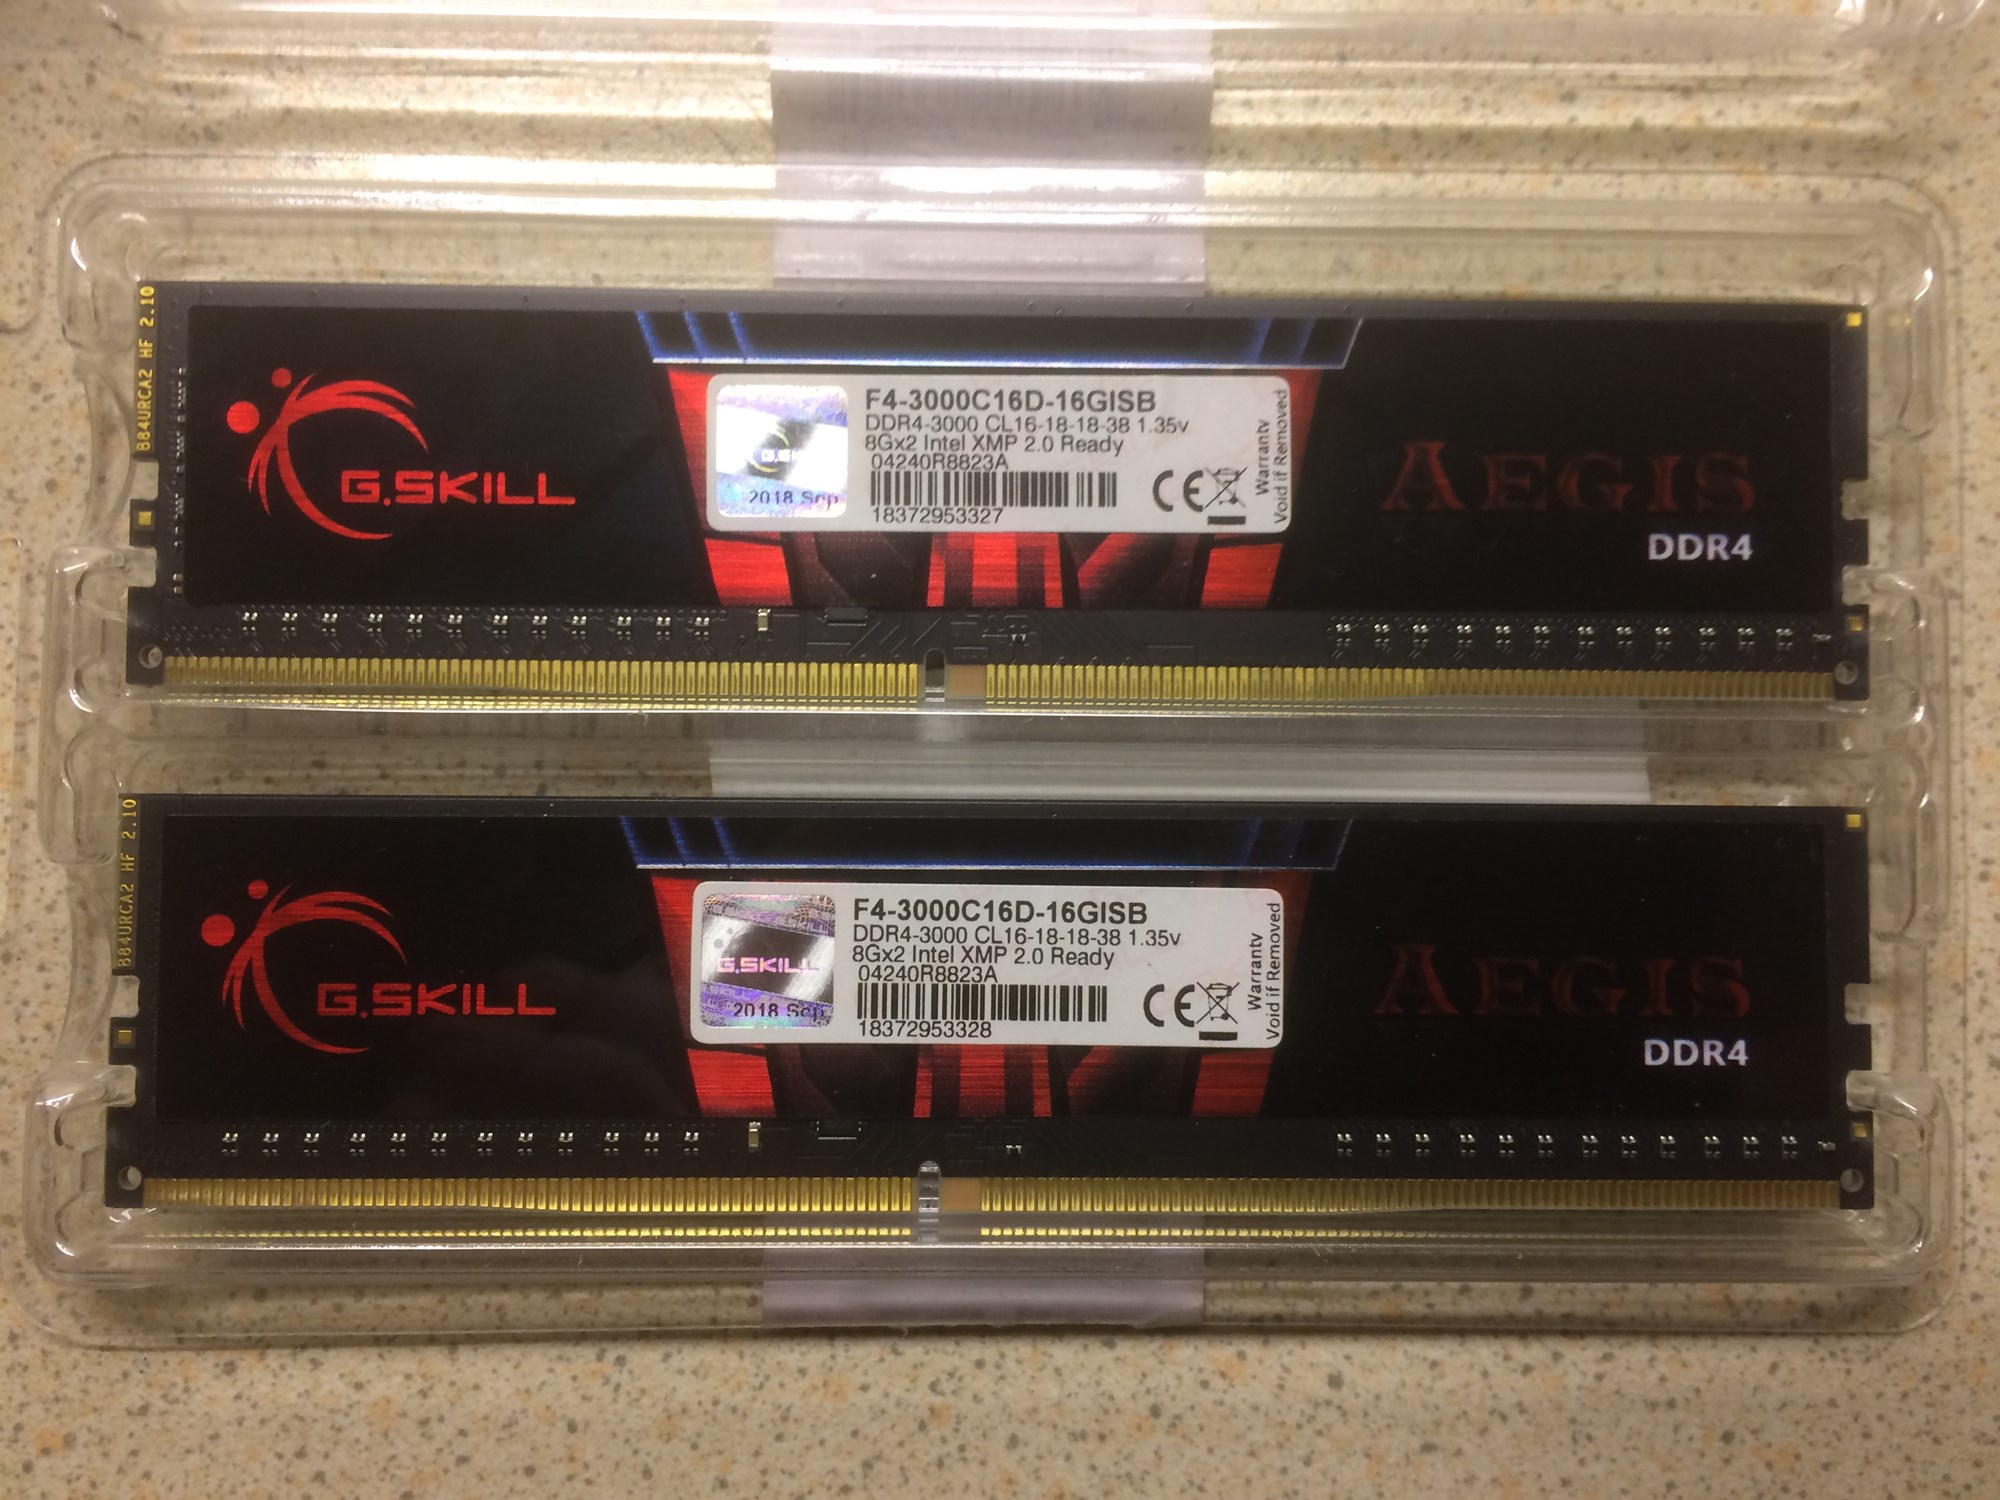 B84URCA2 HF 2.10
G.SKILL
2018 Sep
F4-3000C16D-16GISB
DDR4-3000 CL16-18-18-38 1.35v
8Gx2 Intel XMP 2.0 Ready
04240R8823A
18372953327
CE
Warranty
Void if Removed
AEGIS
DDR4
B84URCA2 HF 2.10
G.SKILL
G.SKILL
2018 Sep
F4-3000C16D-16GISB
DDR4-3000 CL16-18-18-38 1.35v
8Gx2 Intel XMP 2.0 Ready
04240R8823A
18372953328
CE
Warranty
Void if Removed
AEGIS
DDR4